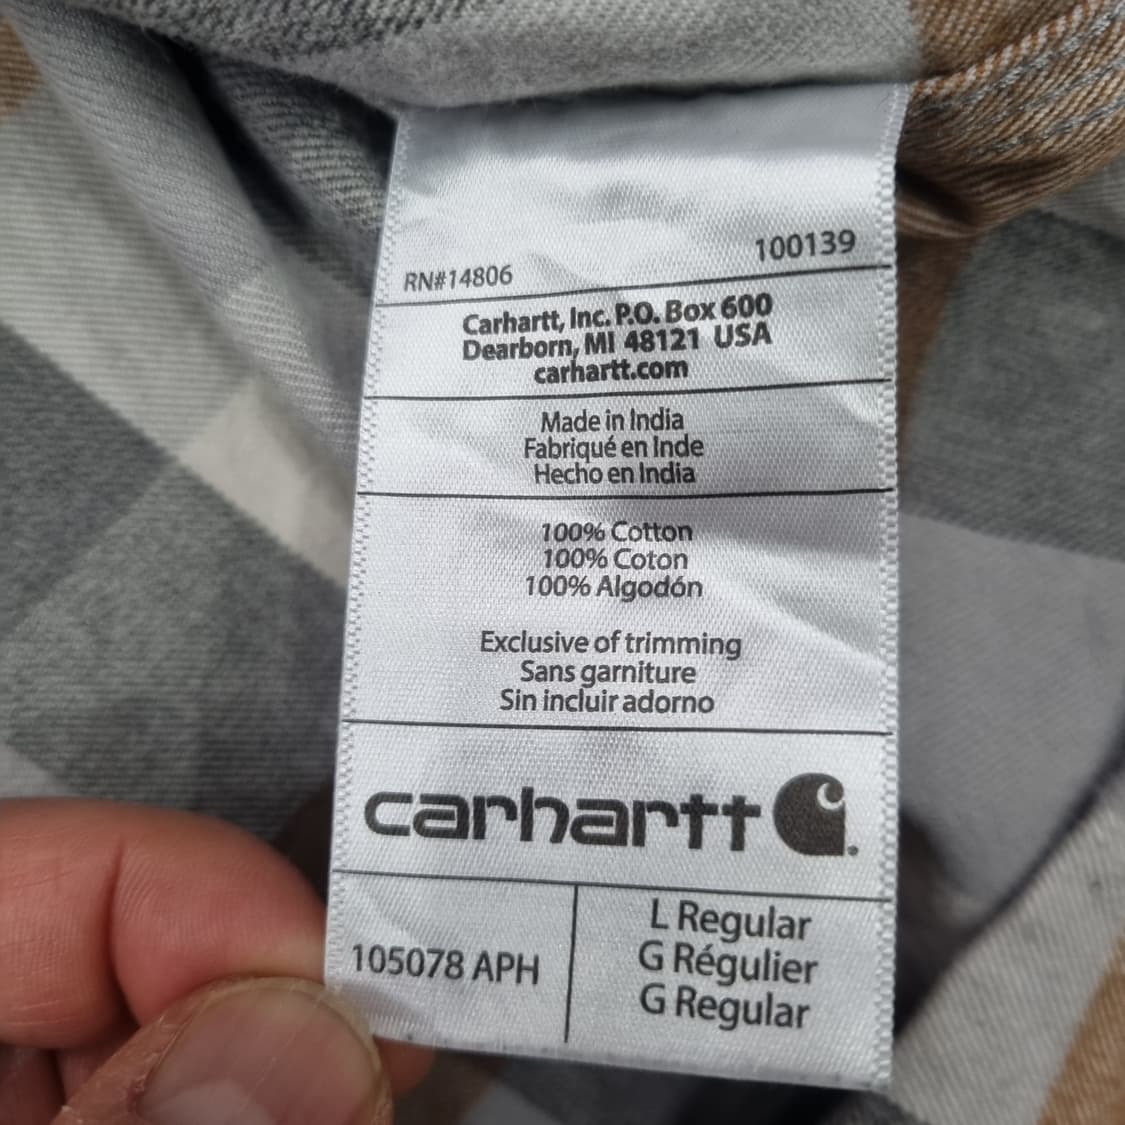 100139
RN#14806
Carhartt, Inc. P.O. Box 600
Dearborn, MI 48121 USA
carhartt.com
Made in India
Fabriqué en Inde
Hecho en India
100% Cotton
100% Coton
100% Algodón
Exclusive of trimming
Sans garniture
Sin incluir adorno
carhartt
105078 APH
L Regular
G Régulier
G Regular